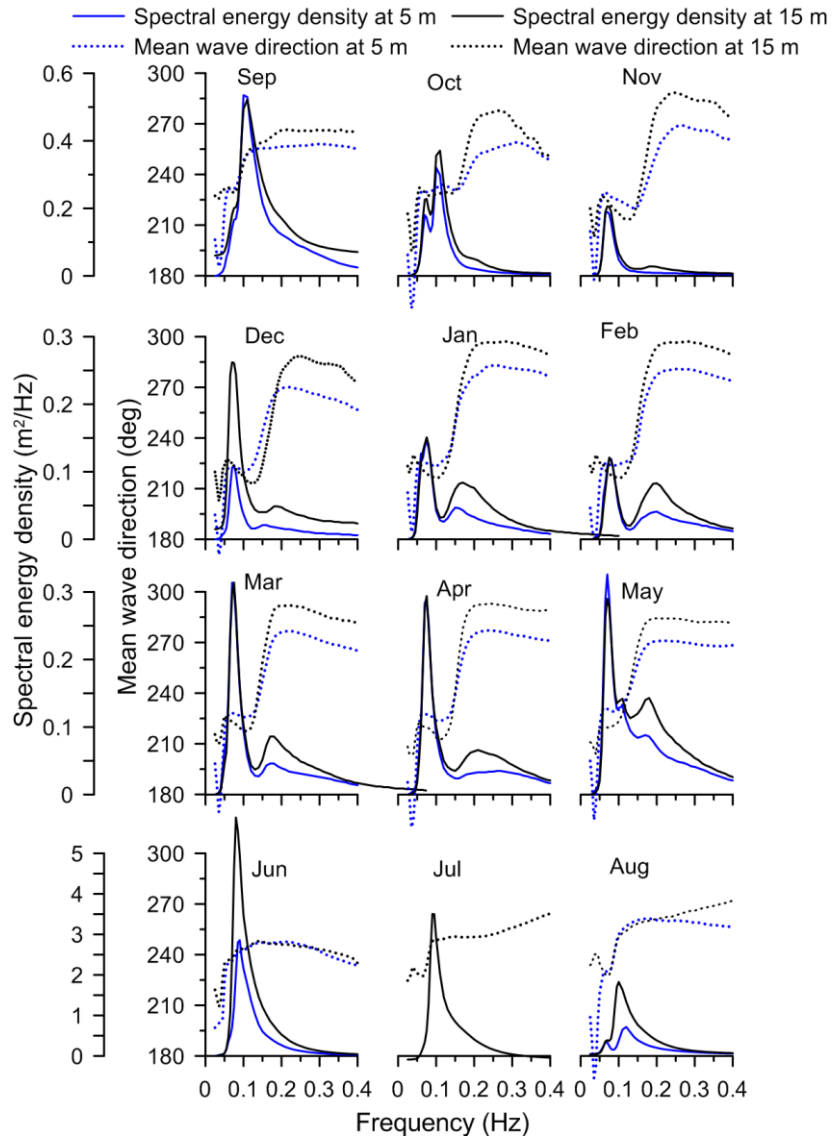 Spectral energy density at 5 m Spectral energy density at 15 m
Mean wave direction at 5 m Mean wave direction at 15 m
Sep Oct Nov
0.6 0.4 0.2 0
300 270 240 210 180
Dec Jan Feb
0.3 0.2 0.1 0
300 270 240 210 180
Mar Apr May
0.3 0.2 0.1 0
300 270 240 210 180
Jun Jul Aug
5 4 3 2 1 0
300 270 240 210 180
Spectral energy density (m²/Hz)
Mean wave direction (deg)
0 0.1 0.2 0.3 0.4 0 0.1 0.2 0.3 0.4 0 0.1 0.2 0.3 0.4
Frequency (Hz)